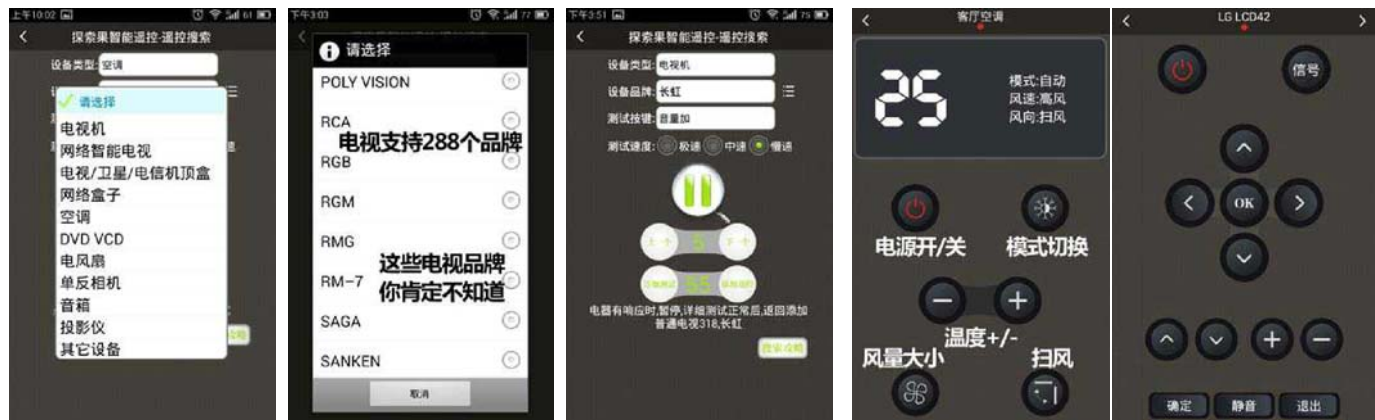 上午10:02
61
探索果智能遥控-遥控搜索
设备类型: 空调
请选择
电视机
网络智能电视
电视/卫星/电信机顶盒
网络盒子
空调
DVD VCD
电风扇
单反相机
音箱
投影仪
其它设备
下午3:03
77
请选择
POLY VISION
RCA
电视支持288个品牌
RGB
RGM
RMG
这些电视品牌
RM-7
你肯定不知道
SAGA
SANKEN
取消
下午3:51
75
探索果智能遥控-遥控搜索
设备类型: 电视机
设备品牌: 长虹
测试按键: 音量加
测试速度: 极速 中速 慢速
上一个 5 下一个
55
电器有响应时,暂停,详细测试正常后,返回添加
普通电视318,长虹
搜索攻略
客厅空调
25
模式:自动
风速:高风
风向:扫风
电源开/关
模式切换
温度+/-
风量大小
扫风
LG LCD42
信号
OK
确定
静音
退出